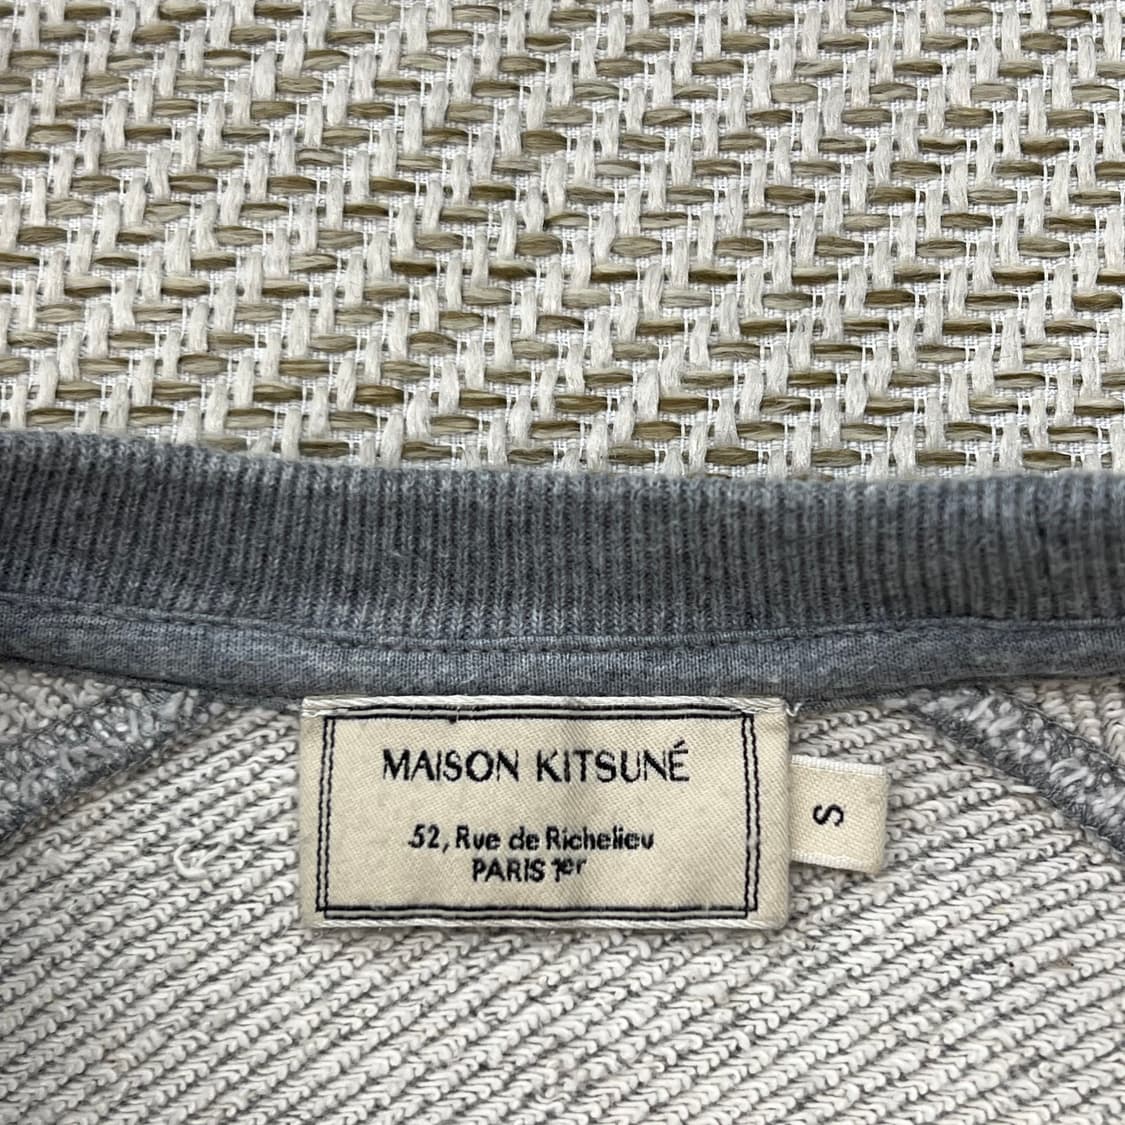 MAISON KITSUNÉ
52, Rue de Richelieu
PARIS 1er
S